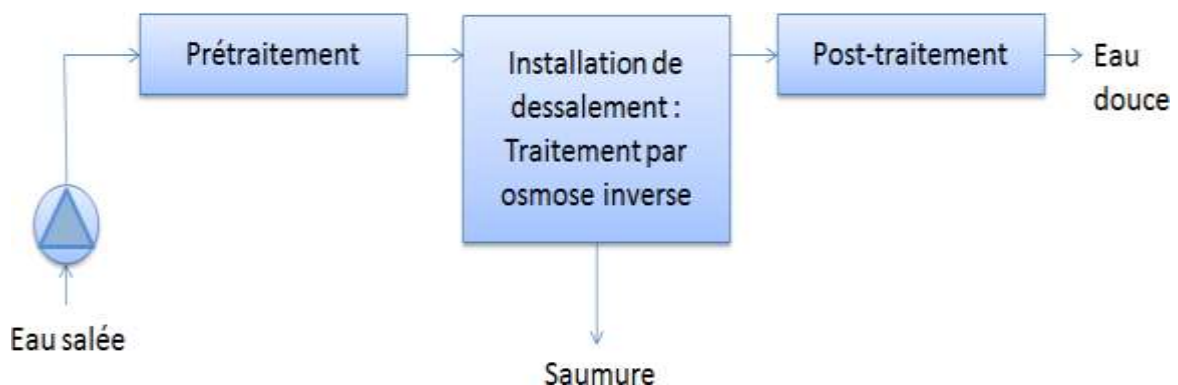 Prétraitement
Installation de
dessalement :
Traitement par
osmose inverse
Post-traitement
Eau
douce
Eau salée
Saumure